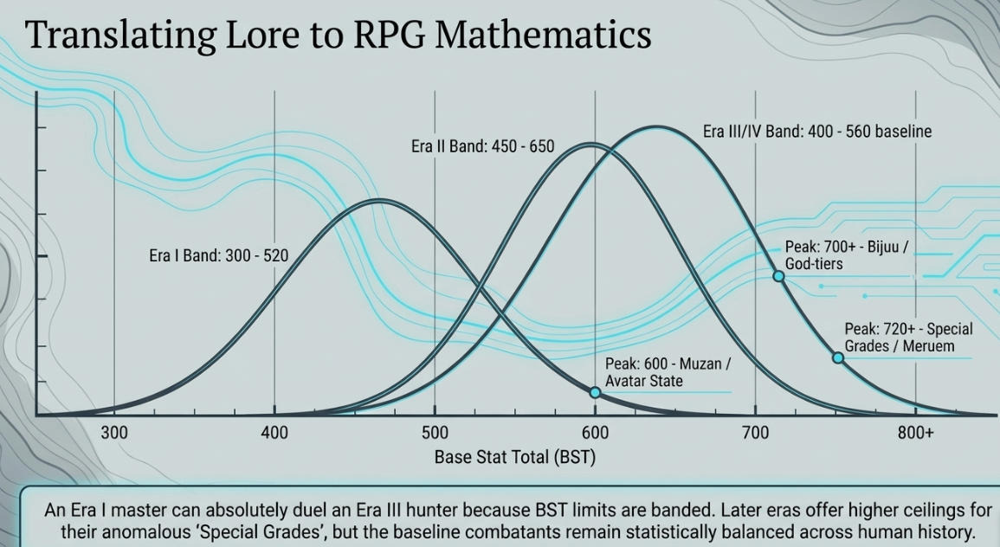 Translating Lore to RPG Mathematics
Era II Band: 450 - 650
Era III/IV Band: 400 - 560 baseline
Era I Band: 300 - 520
Peak: 700+ - Bijuu /
God-tiers
Peak: 720+ - Special
Grades / Meruem
Peak: 600 - Muzan /
Avatar State
300
400
500
600
700
800+
Base Stat Total (BST)
An Era I master can absolutely duel an Era III hunter because BST limits are banded. Later eras offer higher ceilings for
their anomalous ‘Special Grades’, but the baseline combatants remain statistically balanced across human history.